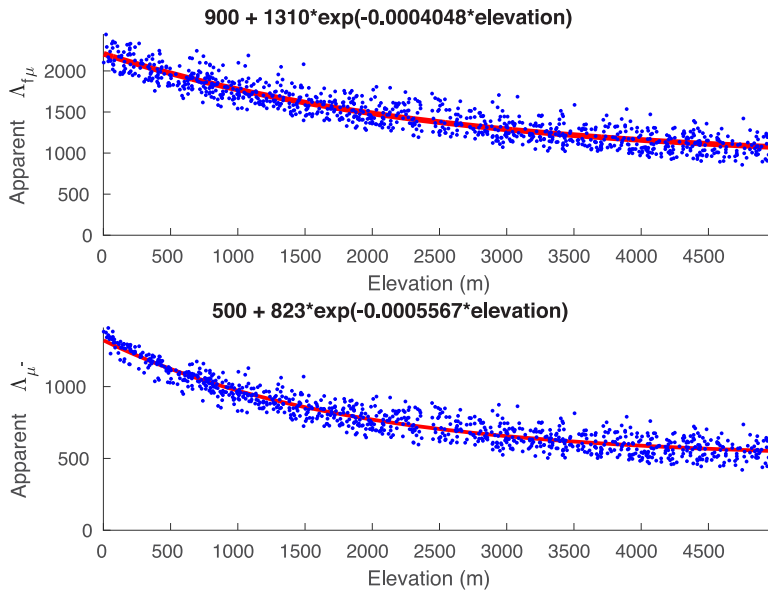 900 + 1310*exp(-0.0004048*elevation)
Apparent Λfμ
2000
1500
1000
500
0
0 500 1000 1500 2000 2500 3000 3500 4000 4500
Elevation (m)
500 + 823*exp(-0.0005567*elevation)
Apparent Λμ-
1000
500
0
0 500 1000 1500 2000 2500 3000 3500 4000 4500
Elevation (m)